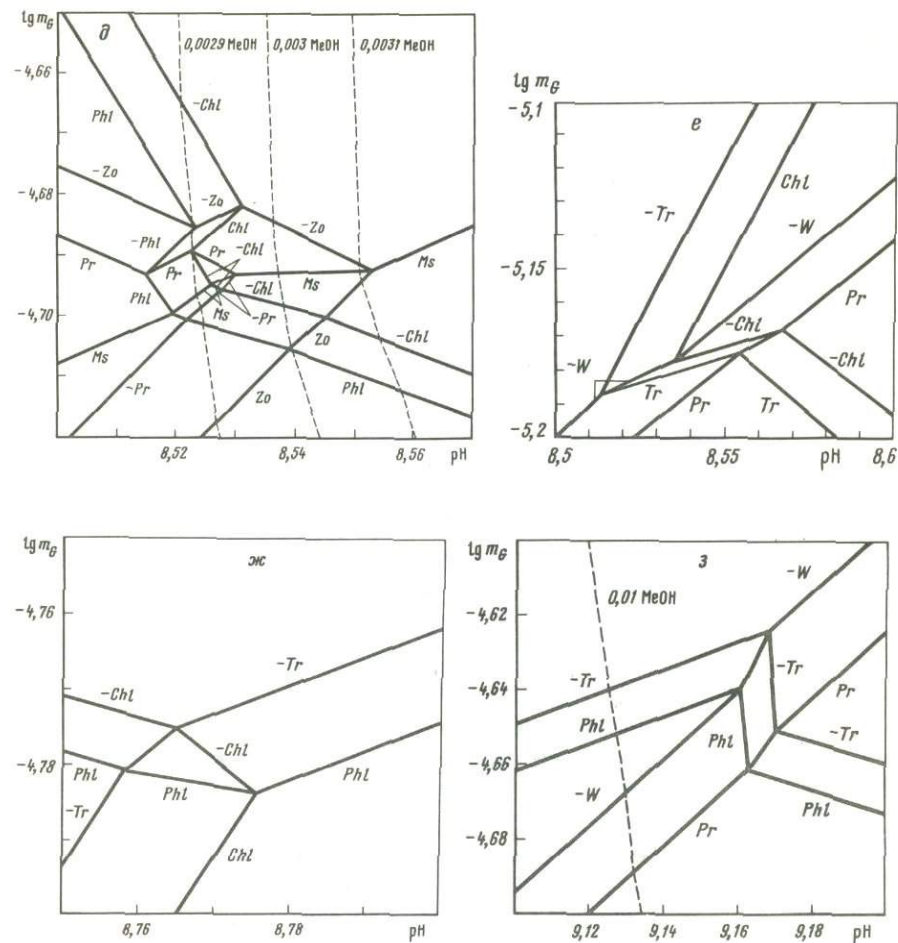 lg m_G
д
0,0029 MeOH
0,003 MeOH
0,0031 MeOH
-4,66
-4,68
-4,70
-Chl
Phl
-Zo
-Zo
-Zo
Chl
-Phl
Pr
Pr
Pr
-Chl
Ms
Ms
Phl
-Chl
Ms
-Pr
Ms
Zo
-Chl
-Pr
Zo
Phl
8,52
8,54
8,56
pH
lg m_G
-5,1
е
Chl
-Tr
-W
-5,15
Pr
-Chl
-W
-Chl
Tr
Pr
Tr
-5,2
8,5
8,55
pH
8,6
lg m_G
ж
-4,76
-Tr
-Chl
-Chl
-4,78
Phl
Phl
Phl
-Tr
Chl
8,76
8,78
pH
lg m_G
з
-W
0,01 MeOH
-4,62
-Tr
-Tr
Pr
-4,64
Phl
Phl
-Tr
-4,66
-W
Phl
Pr
-4,68
9,12
9,14
9,16
9,18
pH